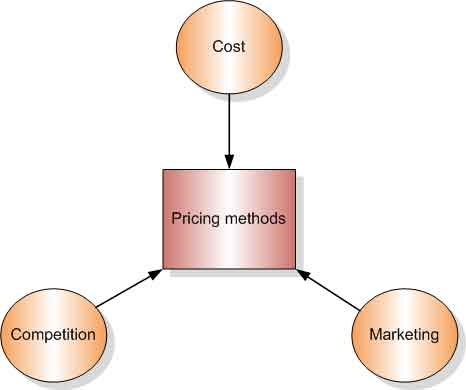 Cost
Pricing methods
Competition
Marketing